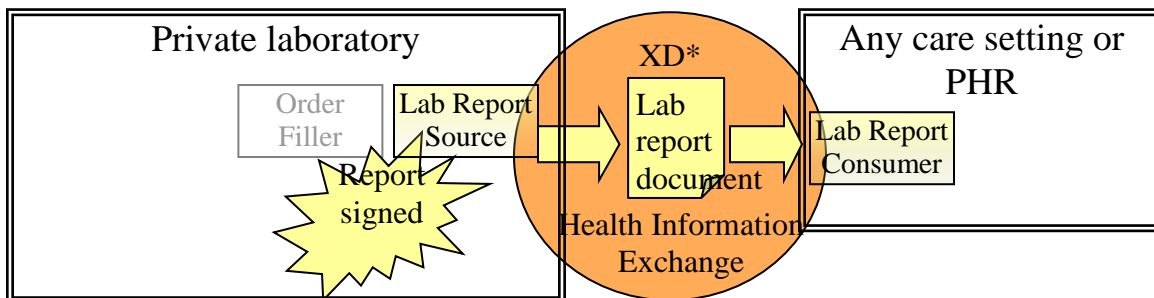 Private laboratory
Order
Filler
Lab Report
Source
Report
signed
XD*
Lab
report
document
Health Information
Exchange
Any care setting or
PHR
Lab Report
Consumer